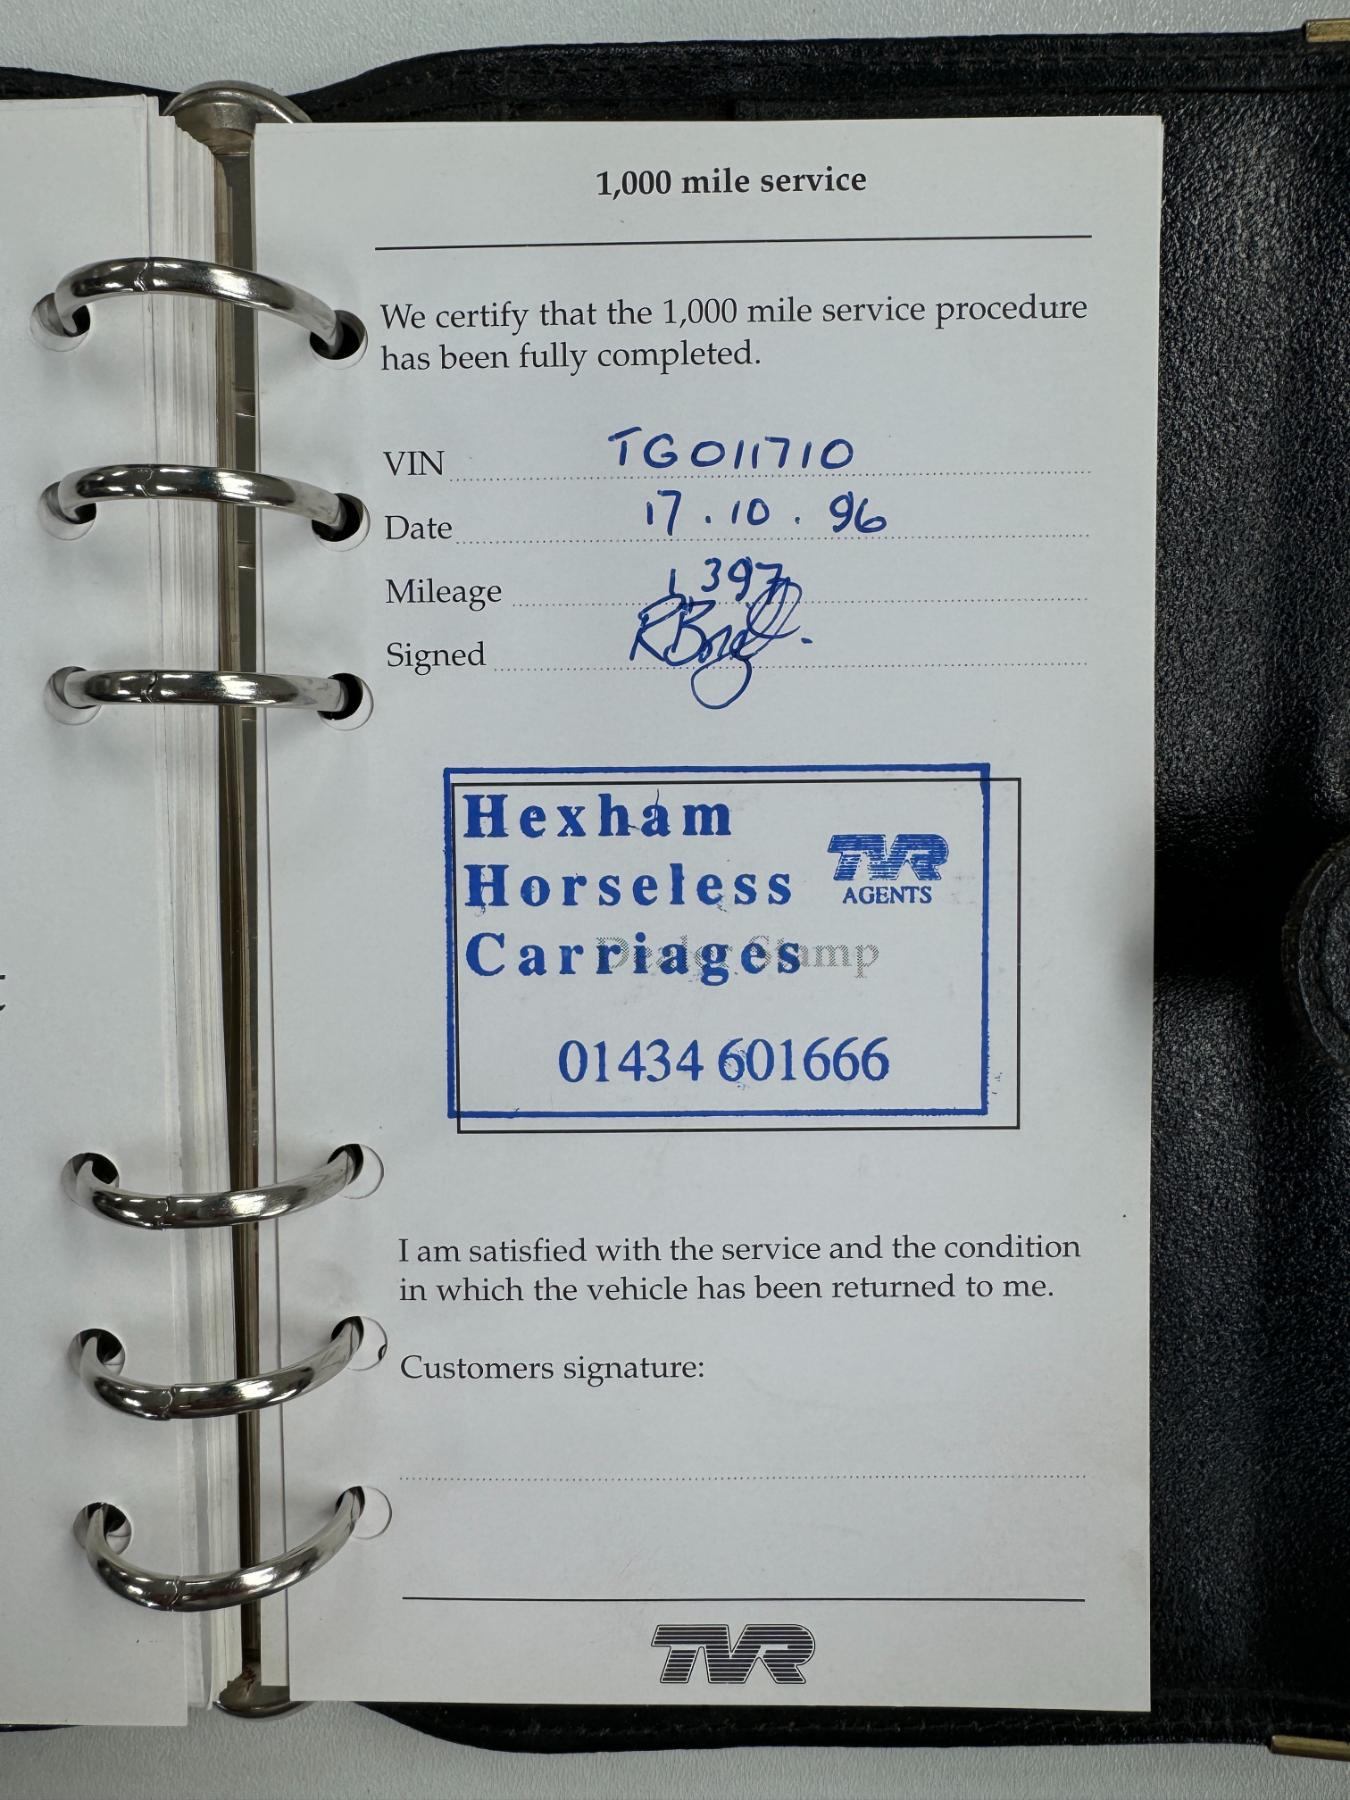 1,000 mile service
We certify that the 1,000 mile service procedure
has been fully completed.
VIN TG011710
Date 17.10.96
Mileage 1,397
Signed
Hexham
Horseless
Carriages
TVR
AGENTS
Dealer Stamp
01434 601666
I am satisfied with the service and the condition
in which the vehicle has been returned to me.
Customers signature:
TVR